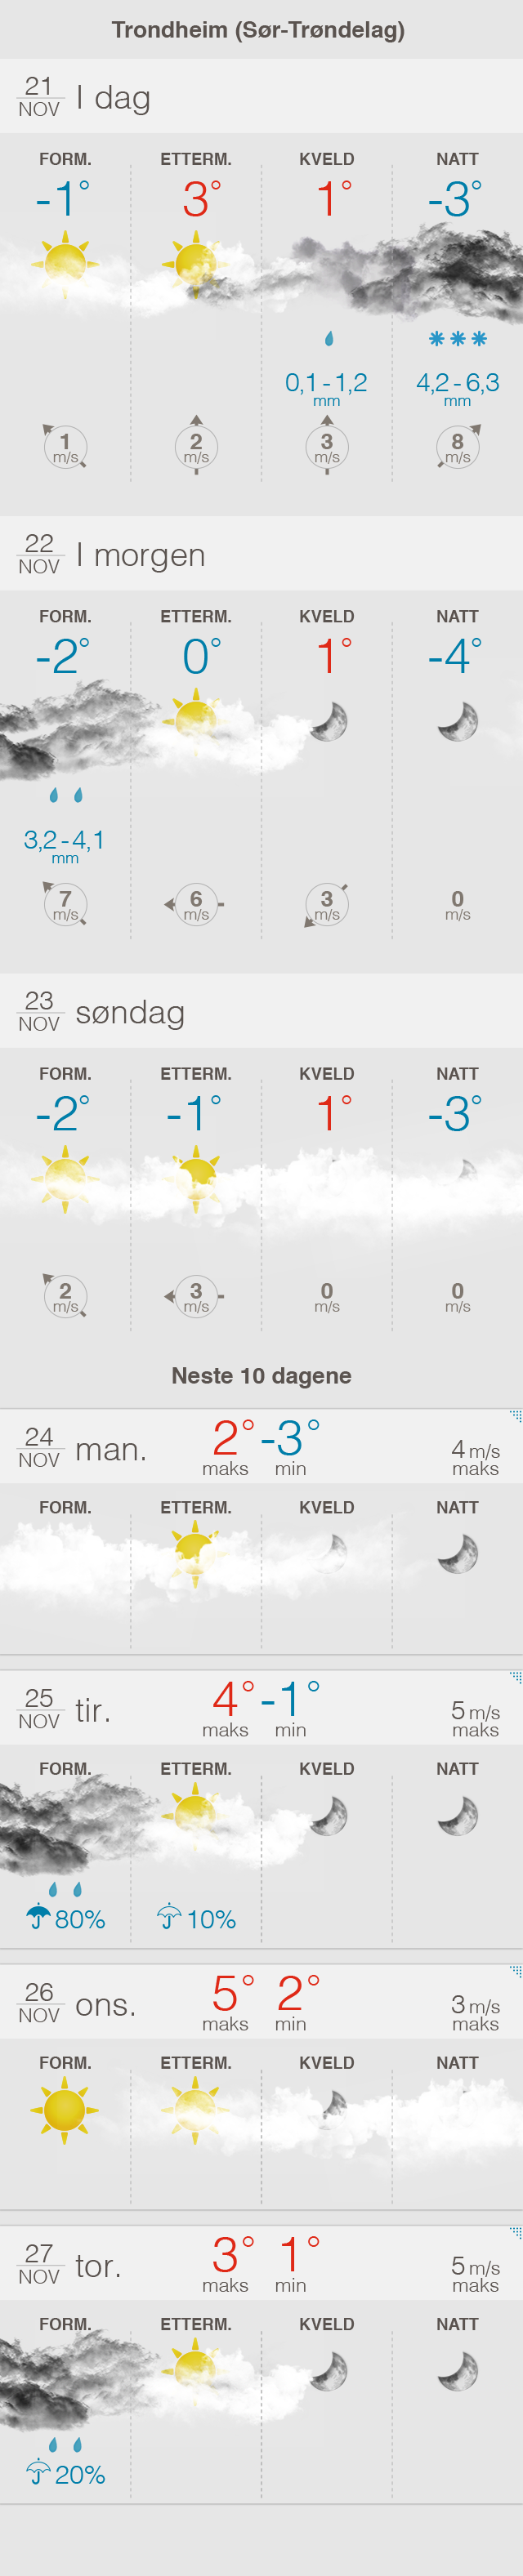 Trondheim (Sør-Trøndelag)
21 NOV I dag
FORM. ETTERM. KVELD NATT
-1° 3° 1° -3°
0,1 - 1,2 4,2 - 6,3
mm mm
1 2 3 8
m/s m/s m/s m/s
22 NOV I morgen
FORM. ETTERM. KVELD NATT
-2° 0° 1° -4°
3,2 - 4,1
mm
7 6 3 0
m/s m/s m/s m/s
23 NOV søndag
FORM. ETTERM. KVELD NATT
-2° -1° 1° -3°
2 3 0 0
m/s m/s m/s m/s
Neste 10 dagene
24 NOV man. 2° -3° 4 m/s
maks min maks
FORM. ETTERM. KVELD NATT
25 NOV tir. 4° -1° 5 m/s
maks min maks
FORM. ETTERM. KVELD NATT
80% 10%
26 NOV ons. 5° 2° 3 m/s
maks min maks
FORM. ETTERM. KVELD NATT
27 NOV tor. 3° 1° 5 m/s
maks min maks
FORM. ETTERM. KVELD NATT
20%